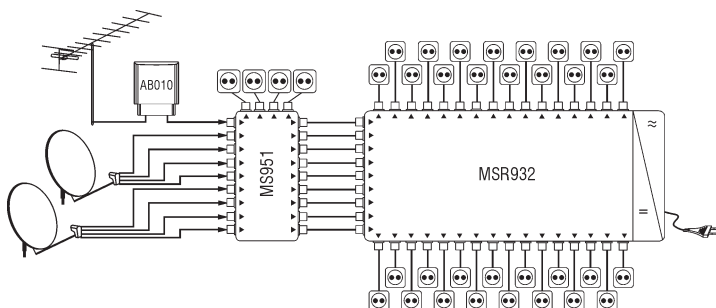 AB010
MS951
MSR932
≈
=